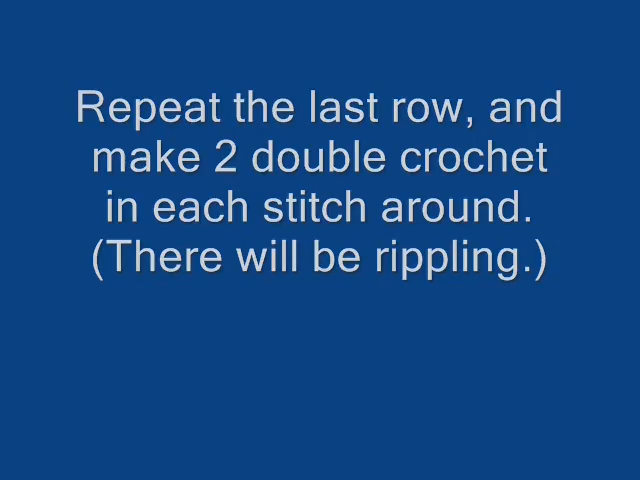 Repeat the last row, and
make 2 double crochet
in each stitch around.
(There will be rippling.)